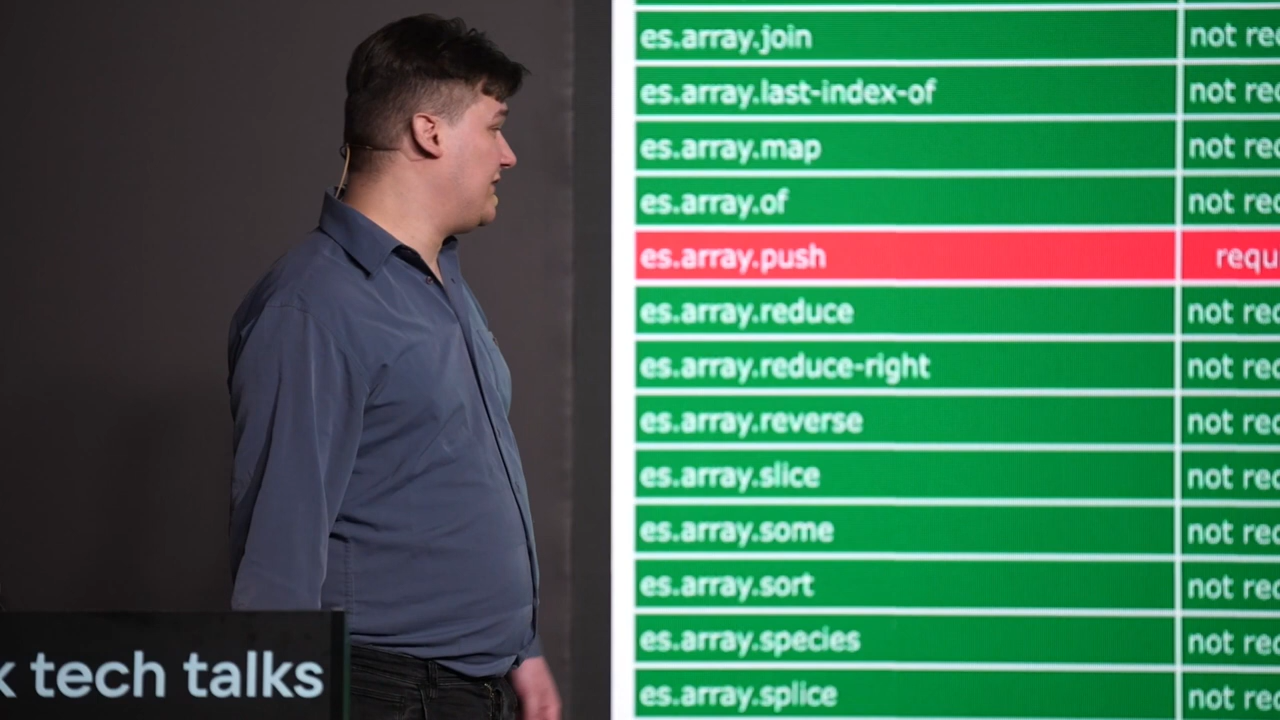 es.array.join not rec
es.array.last-index-of not rec
es.array.map not rec
es.array.of not rec
es.array.push requ
es.array.reduce not rec
es.array.reduce-right not rec
es.array.reverse not rec
es.array.slice not rec
es.array.some not rec
es.array.sort not rec
es.array.species not rec
es.array.splice not rec
k tech talks